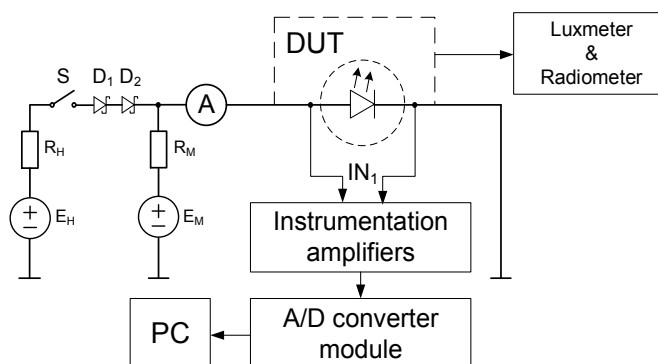 DUT
Luxmeter
&
Radiometer
S
D1 D2
A
RH
RM
IN1
EH
EM
Instrumentation
amplifiers
PC
A/D converter
module